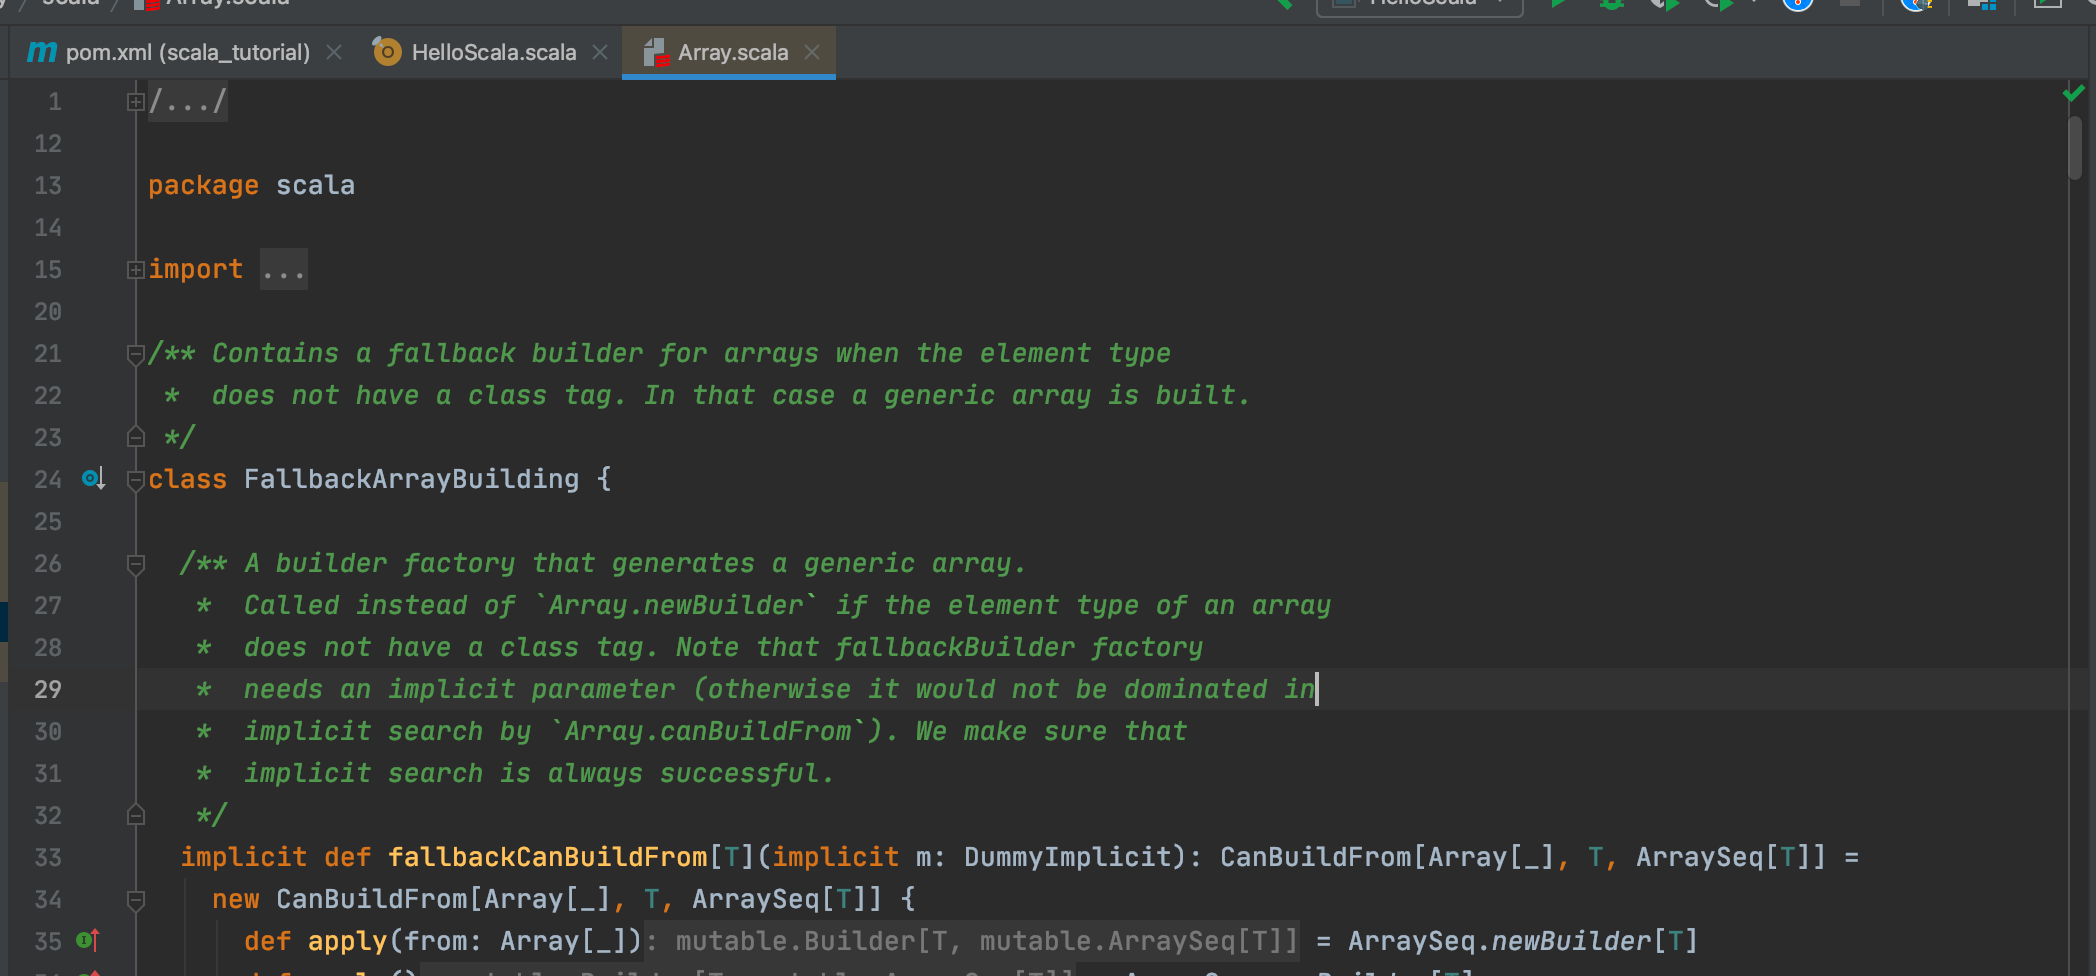 scala / Array.scala HelloScala
m pom.xml (scala_tutorial) HelloScala.scala Array.scala
1 /.../
12
13 package scala
14
15 import ...
20
21 /** Contains a fallback builder for arrays when the element type
22 * does not have a class tag. In that case a generic array is built.
23 */
24 class FallbackArrayBuilding {
25
26 /** A builder factory that generates a generic array.
27 * Called instead of `Array.newBuilder` if the element type of an array
28 * does not have a class tag. Note that fallbackBuilder factory
29 * needs an implicit parameter (otherwise it would not be dominated in
30 * implicit search by `Array.canBuildFrom`). We make sure that
31 * implicit search is always successful.
32 */
33 implicit def fallbackCanBuildFrom[T](implicit m: DummyImplicit): CanBuildFrom[Array[_], T, ArraySeq[T]] =
34 new CanBuildFrom[Array[_], T, ArraySeq[T]] {
35 def apply(from: Array[_]): mutable.Builder[T, mutable.ArraySeq[T]] = ArraySeq.newBuilder[T]